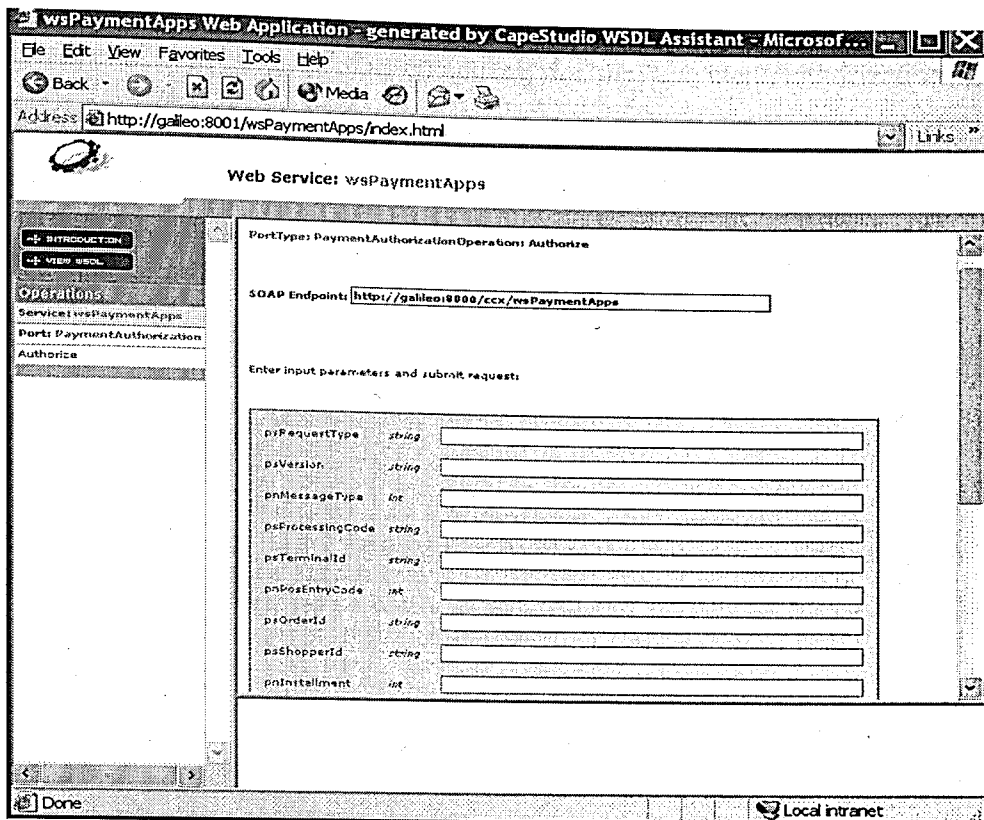 wsPaymentApps Web Application - generated by CapeStudio WSDL Assistant - Microsof...
File Edit View Favorites Tools Help
Back Media
Address http://galileo:8001/wsPaymentApps/index.html Links »
Web Service: wsPaymentApps
INTRODUCTION
VIEW WSDL
Operations
Service: wsPaymentApps
Port: PaymentAuthorization
Authorize
PortType: PaymentAuthorizationOperation: Authorize
SOAP Endpoint: http://galileo:8000/ccx/wsPaymentApps
Enter input parameters and submit request:
psRequestType string
psVersion string
pnMessageType int
psProcessingCode string
psTerminalId string
pnPosEntryCode int
psOrderId string
psShopperId string
pnInstallment int
Done Local intranet